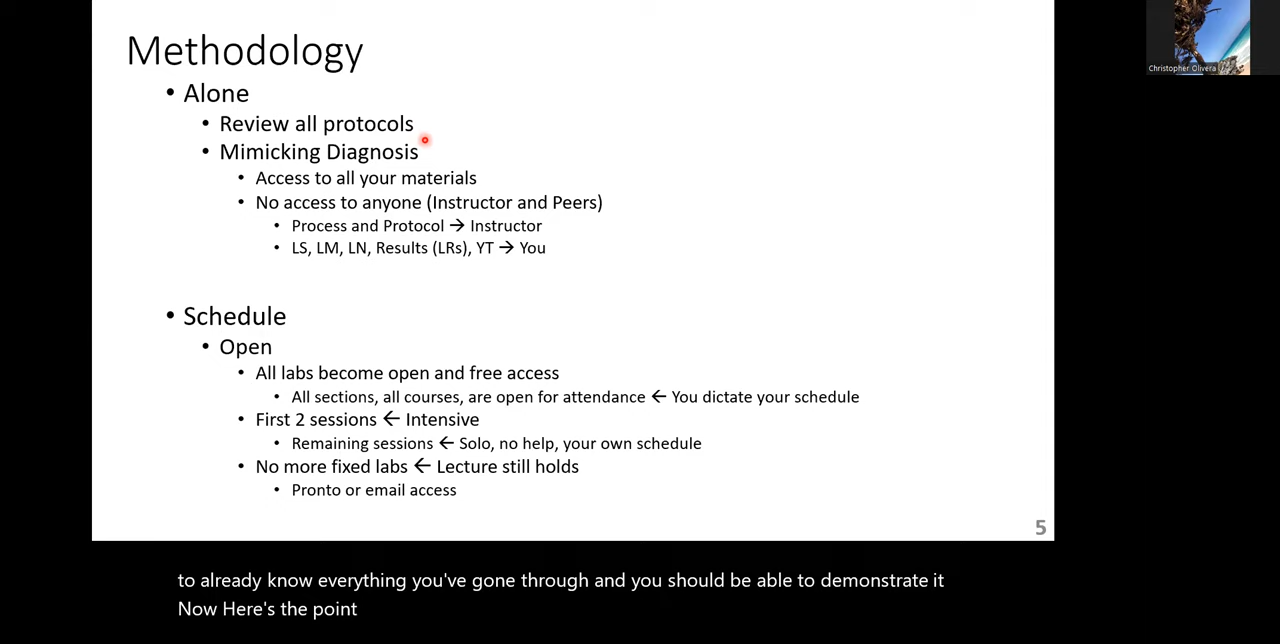 Methodology
Christopher Olivera
• Alone
• Review all protocols
• Mimicking Diagnosis
• Access to all your materials
• No access to anyone (Instructor and Peers)
• Process and Protocol → Instructor
• LS, LM, LN, Results (LRs), YT → You
• Schedule
• Open
• All labs become open and free access
• All sections, all courses, are open for attendance ← You dictate your schedule
• First 2 sessions ← Intensive
• Remaining sessions ← Solo, no help, your own schedule
• No more fixed labs ← Lecture still holds
• Pronto or email access
5
to already know everything you've gone through and you should be able to demonstrate it
Now Here's the point